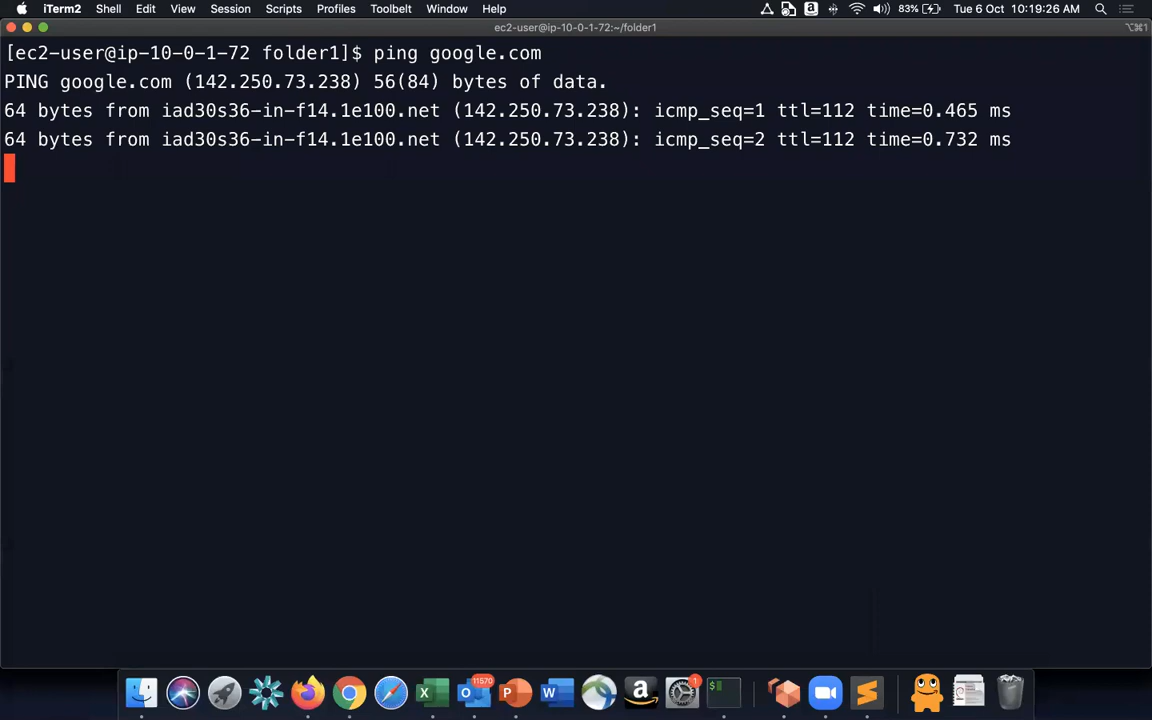 iTerm2 Shell Edit View Session Scripts Profiles Toolbelt Window Help 83% Tue 6 Oct 10:19:26 AM
ec2-user@ip-10-0-1-72:~/folder1 ⌥⌘1
[ec2-user@ip-10-0-1-72 folder1]$ ping google.com
PING google.com (142.250.73.238) 56(84) bytes of data.
64 bytes from iad30s36-in-f14.1e100.net (142.250.73.238): icmp_seq=1 ttl=112 time=0.465 ms
64 bytes from iad30s36-in-f14.1e100.net (142.250.73.238): icmp_seq=2 ttl=112 time=0.732 ms
11570 1